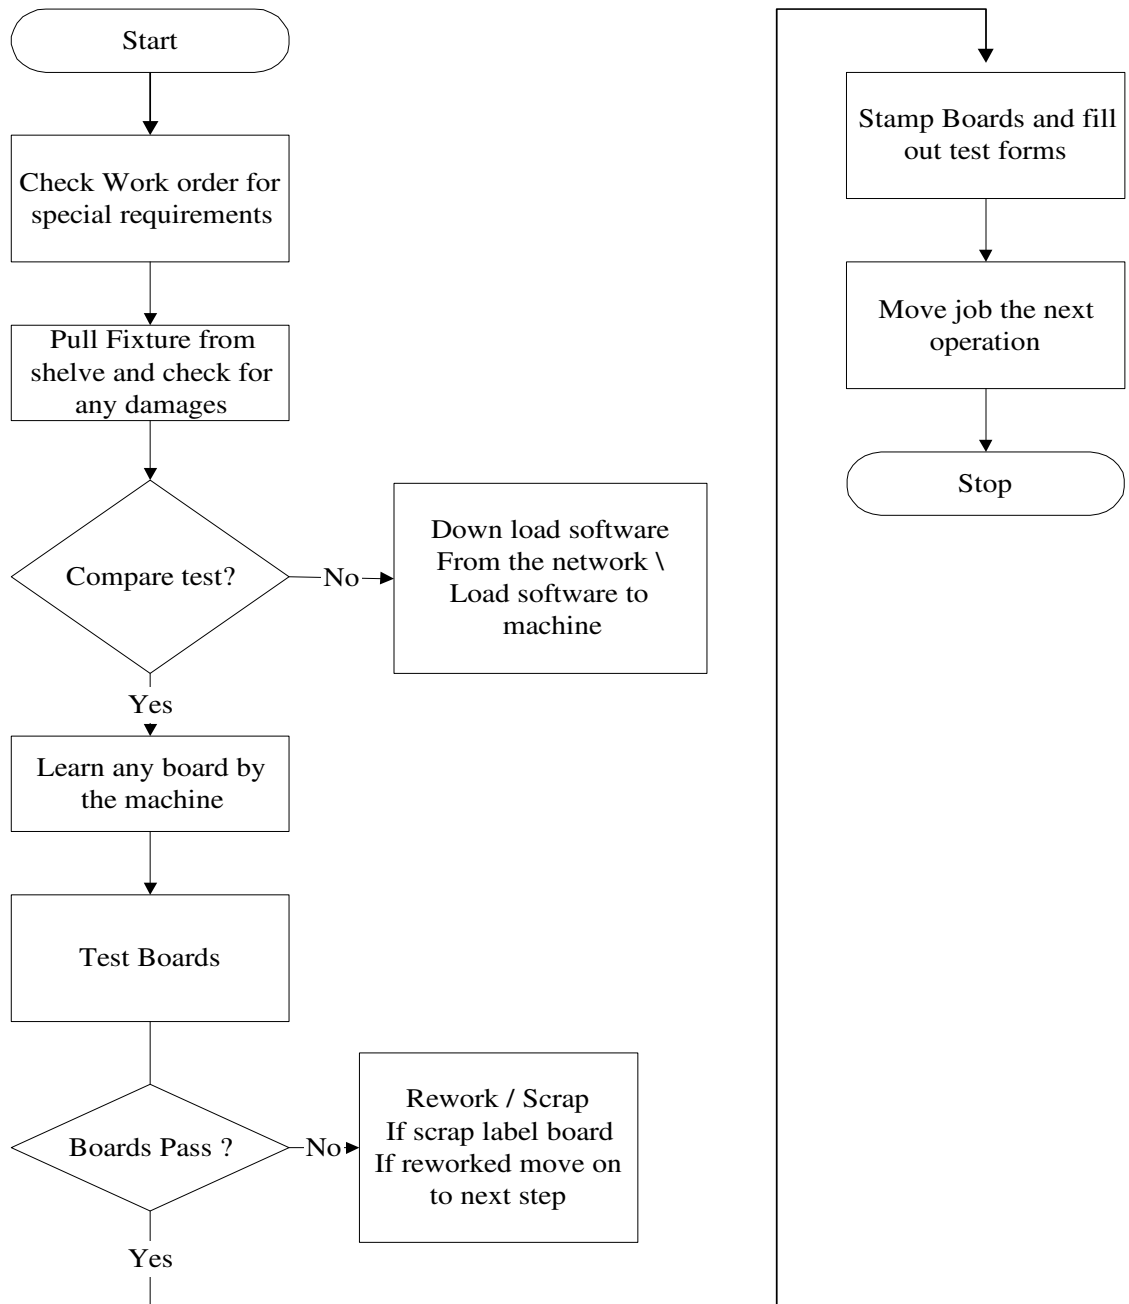 Start
Check Work order for
special requirements
Pull Fixture from
shelve and check for
any damages
Compare test?
No
Down load software
From the network \
Load software to
machine
Yes
Learn any board by
the machine
Test Boards
Boards Pass ?
No
Rework / Scrap
If scrap label board
If reworked move on
to next step
Yes
Stamp Boards and fill
out test forms
Move job the next
operation
Stop